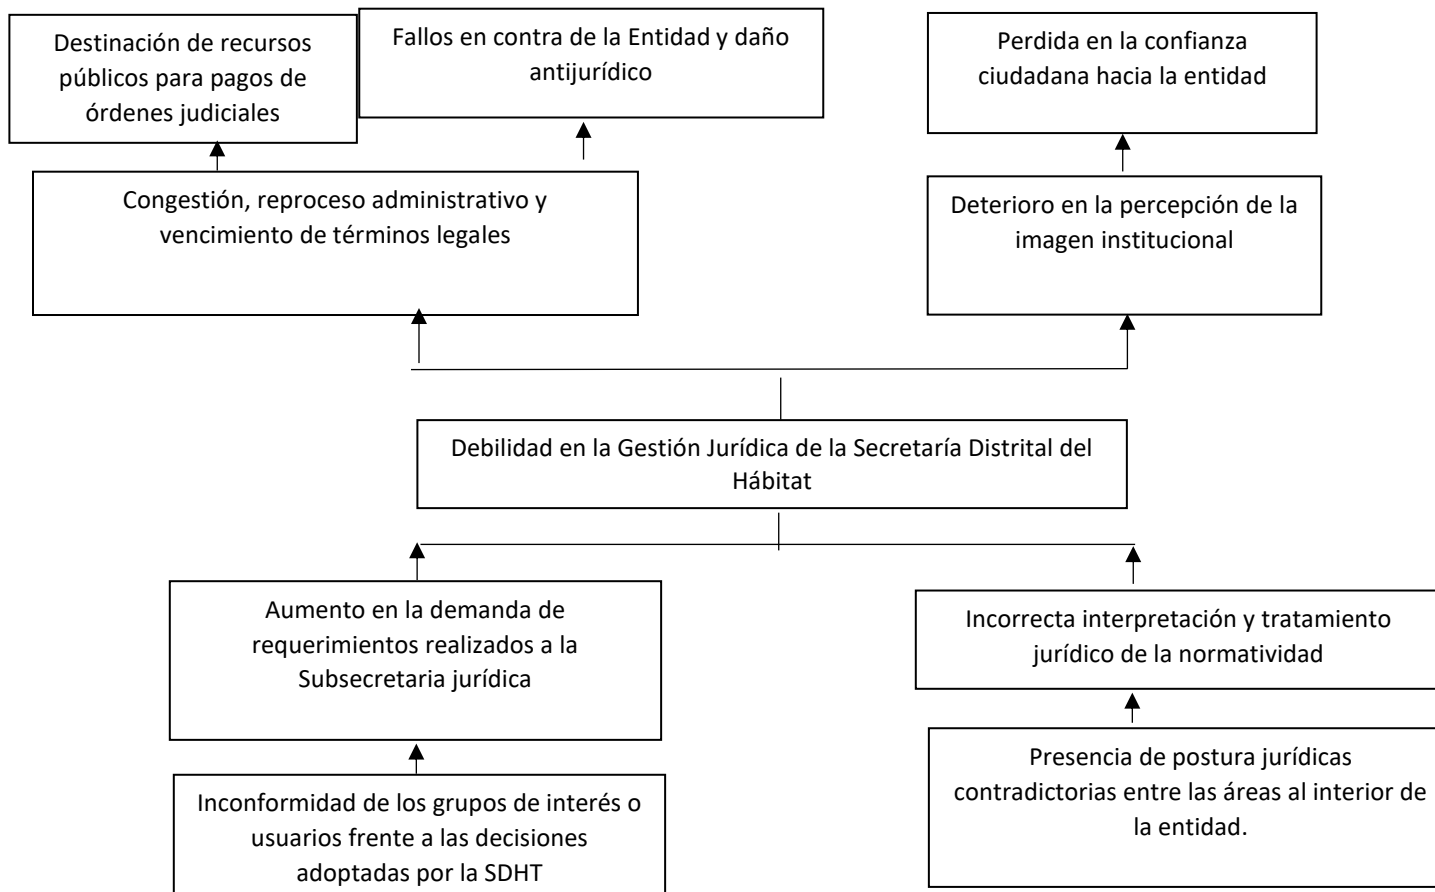 Destinación de recursos
públicos para pagos de
órdenes judiciales
Fallos en contra de la Entidad y daño
antijurídico
Perdida en la confianza
ciudadana hacia la entidad
Congestión, reproceso administrativo y
vencimiento de términos legales
Deterioro en la percepción de la
imagen institucional
Debilidad en la Gestión Jurídica de la Secretaría Distrital del
Hábitat
Aumento en la demanda de
requerimientos realizados a la
Subsecretaria jurídica
Incorrecta interpretación y tratamiento
jurídico de la normatividad
Inconformidad de los grupos de interés o
usuarios frente a las decisiones
adoptadas por la SDHT
Presencia de postura jurídicas
contradictorias entre las áreas al interior de
la entidad.